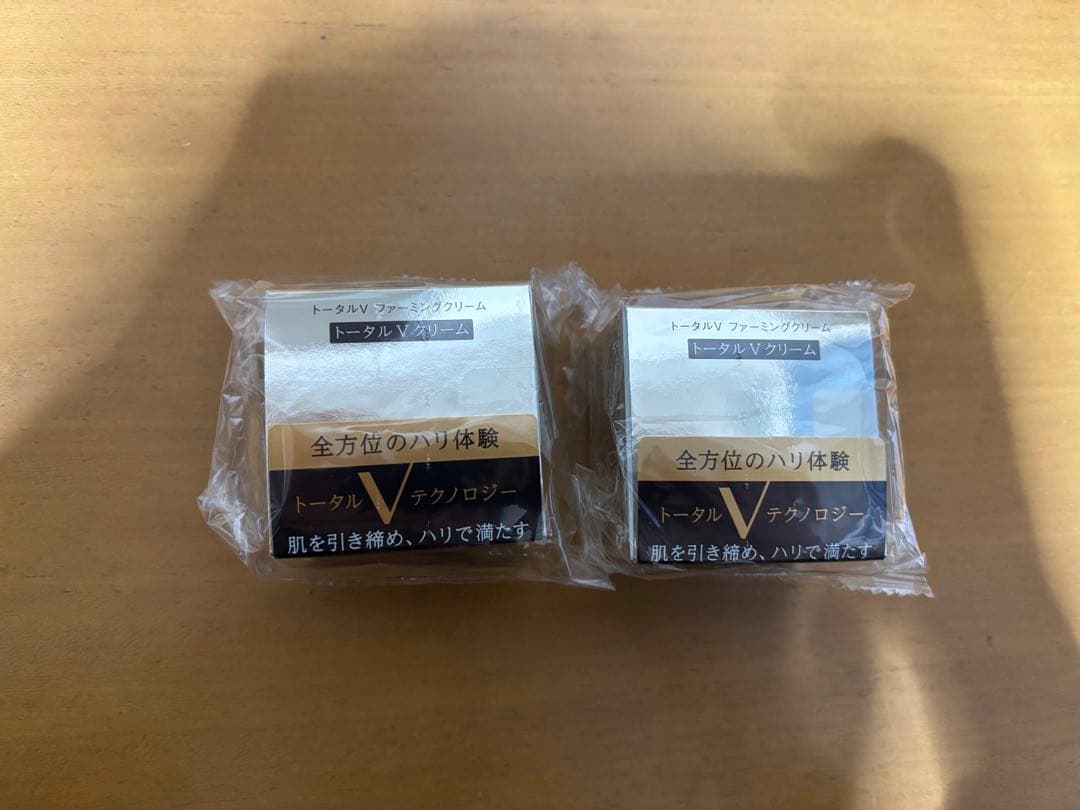 トータルV ファーミングクリーム
トータル V クリーム
全方位のハリ体験
トータル V テクノロジー
肌を引き締め、ハリで満たす
トータルV ファーミングクリーム
トータル V クリーム
全方位のハリ体験
トータル V テクノロジー
肌を引き締め、ハリで満たす